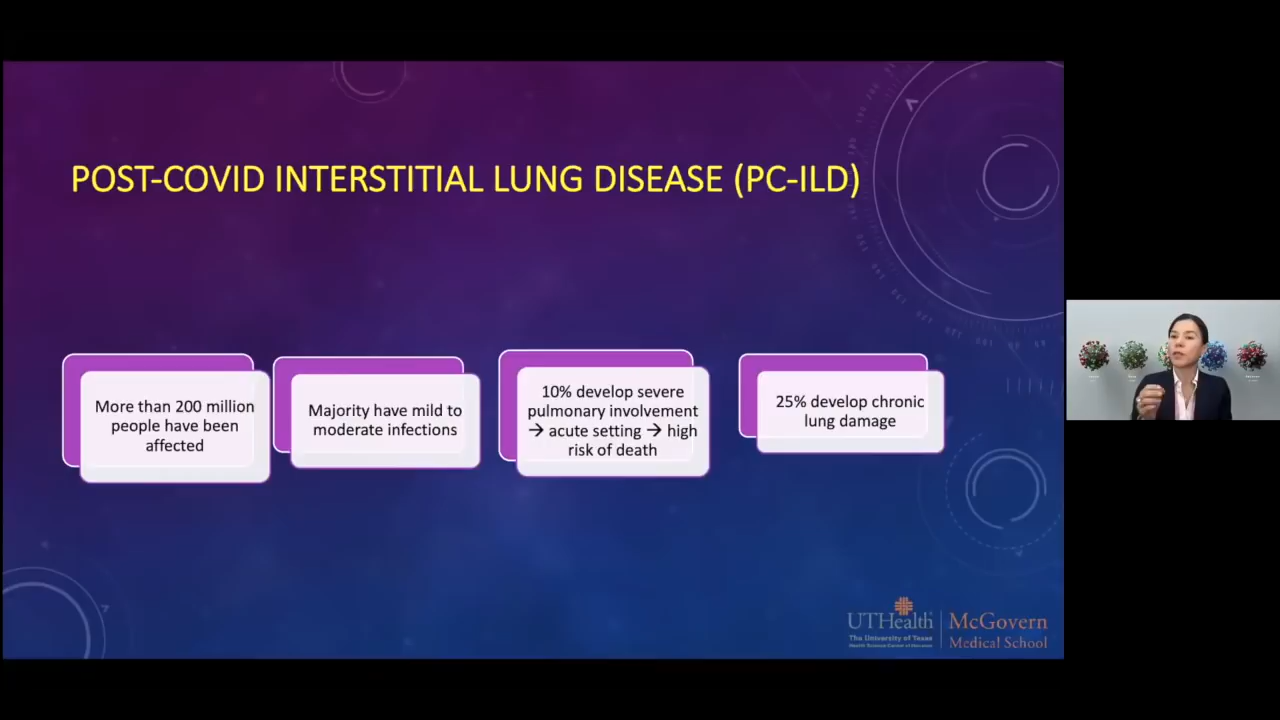 POST-COVID INTERSTITIAL LUNG DISEASE (PC-ILD)
More than 200 million
people have been
affected
Majority have mild to
moderate infections
10% develop severe
pulmonary involvement
→ acute setting → high
risk of death
25% develop chronic
lung damage
UTHealth
The University of Texas
Health Science Center at Houston
McGovern
Medical School